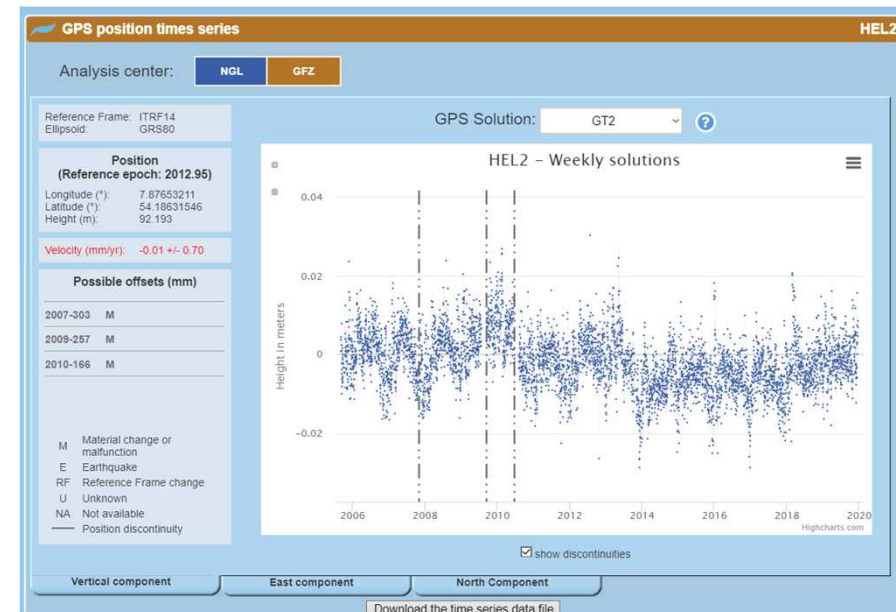 GPS position times series
HEL2
Analysis center:
NGL
GFZ
Reference Frame: ITRF14
Ellipsoid: GRS80
Position
(Reference epoch: 2012.95)
Longitude (°): 7.87653211
Latitude (°): 54.18631546
Height (m): 92.193
Velocity (mm/yr): -0.01 +/- 0.70
Possible offsets (mm)
2007-303 M
2009-257 M
2010-166 M
M Material change or
malfunction
E Earthquake
RF Reference Frame change
U Unknown
NA Not available
Position discontinuity
GPS Solution: GT2
?
HEL2 – Weekly solutions
0.04
0.02
0
−0.02
Height in meters
2006 2008 2010 2012 2014 2016 2018 2020
Highcharts.com
show discontinuities
Vertical component
East component
North Component
Download the time series data file